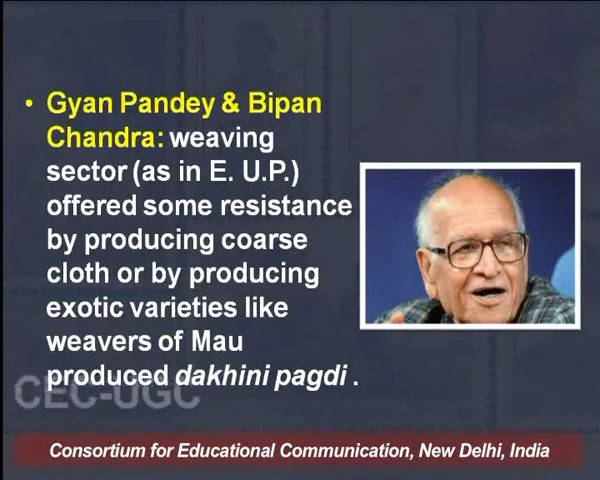 • Gyan Pandey & Bipan
Chandra: weaving
sector (as in E. U.P.)
offered some resistance
by producing coarse
cloth or by producing
exotic varieties like
weavers of Mau
produced dakhini pagdi .
CEC-UGC
Consortium for Educational Communication, New Delhi, India